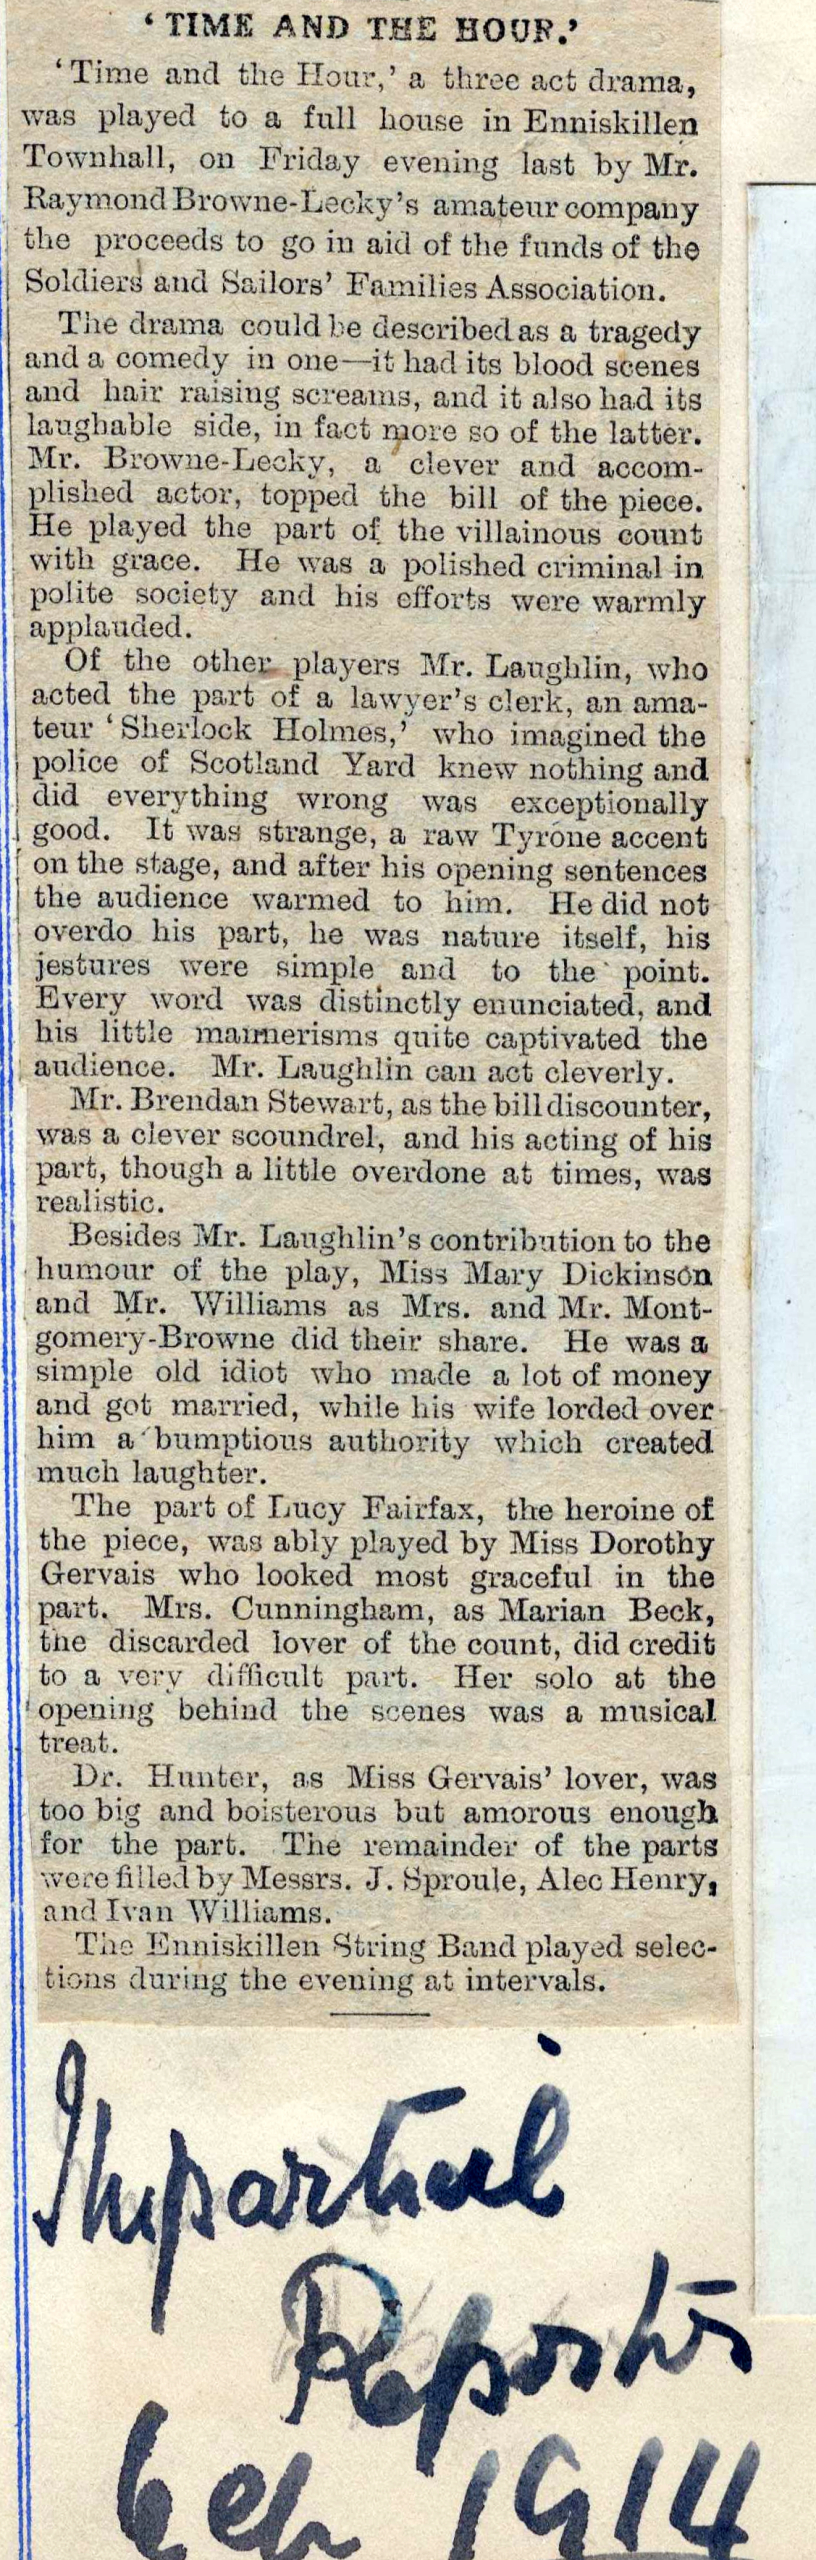 'TIME AND THE HOUR.'
'Time and the Hour,' a three act drama,
was played to a full house in Enniskillen
Townhall, on Friday evening last by Mr.
Raymond Browne-Lecky's amateur company
the proceeds to go in aid of the funds of the
Soldiers and Sailors' Families Association.
The drama could be described as a tragedy
and a comedy in one—it had its blood scenes
and hair raising screams, and it also had its
laughable side, in fact more so of the latter.
Mr. Browne-Lecky, a clever and accom-
plished actor, topped the bill of the piece.
He played the part of the villainous count
with grace. He was a polished criminal in
polite society and his efforts were warmly
applauded.
Of the other players Mr. Laughlin, who
acted the part of a lawyer's clerk, an ama-
teur 'Sherlock Holmes,' who imagined the
police of Scotland Yard knew nothing and
did everything wrong was exceptionally
good. It was strange, a raw Tyrone accent
on the stage, and after his opening sentences
the audience warmed to him. He did not
overdo his part, he was nature itself, his
jestures were simple and to the point.
Every word was distinctly enunciated, and
his little mannerisms quite captivated the
audience. Mr. Laughlin can act cleverly.
Mr. Brendan Stewart, as the bill discounter,
was a clever scoundrel, and his acting of his
part, though a little overdone at times, was
realistic.
Besides Mr. Laughlin's contribution to the
humour of the play, Miss Mary Dickinson
and Mr. Williams as Mrs. and Mr. Mont-
gomery-Browne did their share. He was a
simple old idiot who made a lot of money
and got married, while his wife lorded over
him a bumptious authority which created
much laughter.
The part of Lucy Fairfax, the heroine of
the piece, was ably played by Miss Dorothy
Gervais who looked most graceful in the
part. Mrs. Cunningham, as Marian Beck,
the discarded lover of the count, did credit
to a very difficult part. Her solo at the
opening behind the scenes was a musical
treat.
Dr. Hunter, as Miss Gervais' lover, was
too big and boisterous but amorous enough
for the part. The remainder of the parts
were filled by Messrs. J. Sproule, Alec Henry,
and Ivan Williams.
The Enniskillen String Band played selec-
tions during the evening at intervals.
Impartial
Reporter
1914